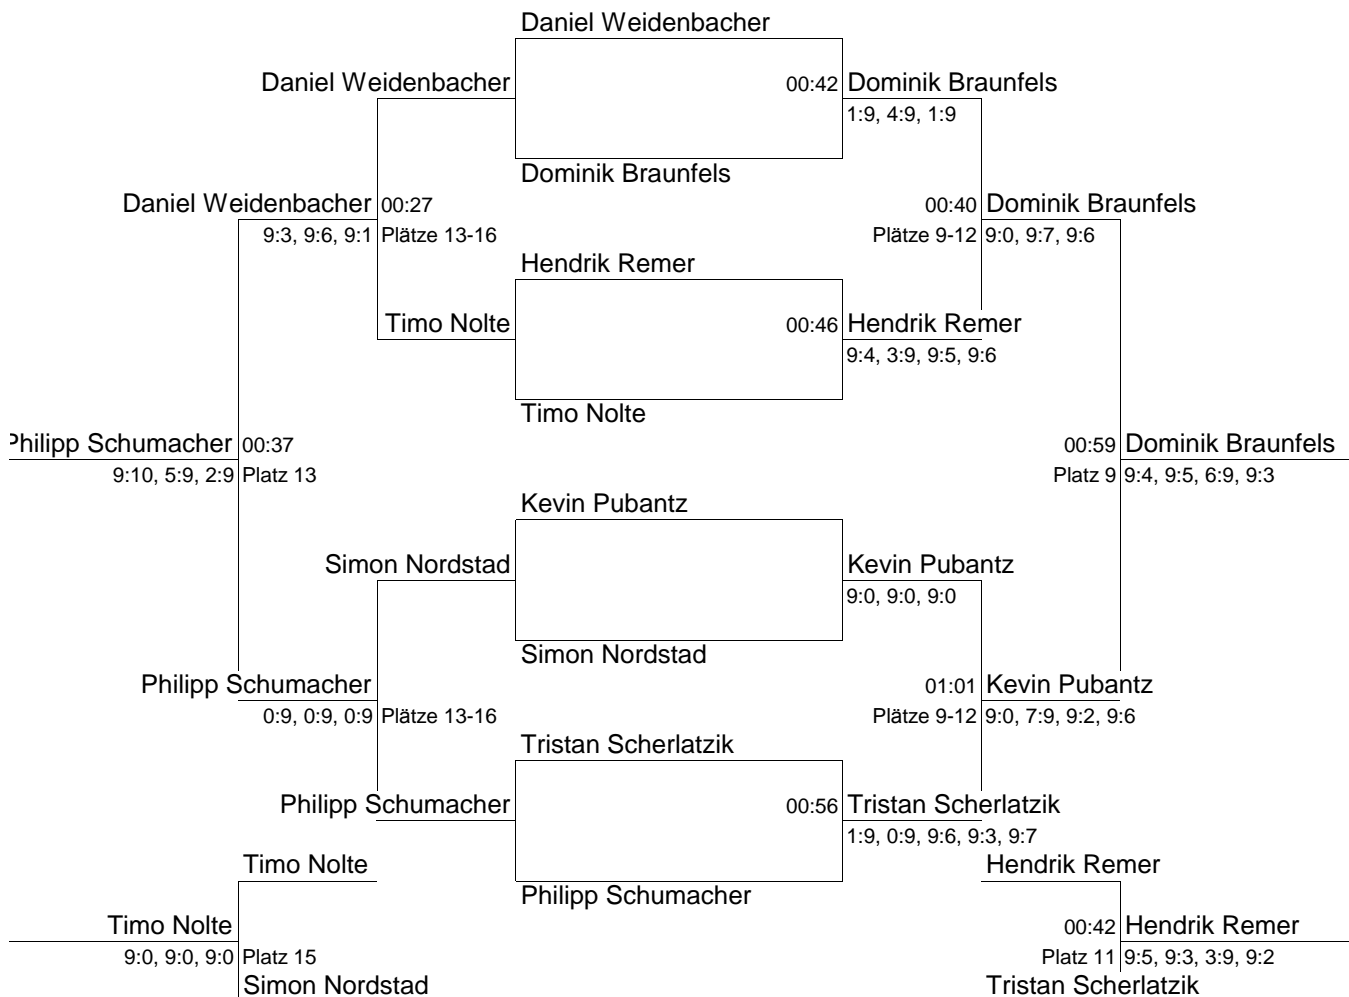 Daniel Weidenbacher
Daniel Weidenbacher
00:42 Dominik Braunfels
1:9, 4:9, 1:9
Dominik Braunfels
Daniel Weidenbacher 00:27
00:40 Dominik Braunfels
9:3, 9:6, 9:1 Plätze 13-16
Plätze 9-12 9:0, 9:7, 9:6
Hendrik Remer
Timo Nolte
00:46 Hendrik Remer
9:4, 3:9, 9:5, 9:6
Timo Nolte
Philipp Schumacher 00:37
00:59 Dominik Braunfels
9:10, 5:9, 2:9 Platz 13
Platz 9 9:4, 9:5, 6:9, 9:3
Kevin Pubantz
Simon Nordstad
Kevin Pubantz
9:0, 9:0, 9:0
Simon Nordstad
Philipp Schumacher
01:01 Kevin Pubantz
0:9, 0:9, 0:9 Plätze 13-16
Plätze 9-12 9:0, 7:9, 9:2, 9:6
Tristan Scherlatzik
Philipp Schumacher
00:56 Tristan Scherlatzik
1:9, 0:9, 9:6, 9:3, 9:7
Timo Nolte
Hendrik Remer
Philipp Schumacher
Timo Nolte
00:42 Hendrik Remer
9:0, 9:0, 9:0 Platz 15
Platz 11 9:5, 9:3, 3:9, 9:2
Simon Nordstad
Tristan Scherlatzik